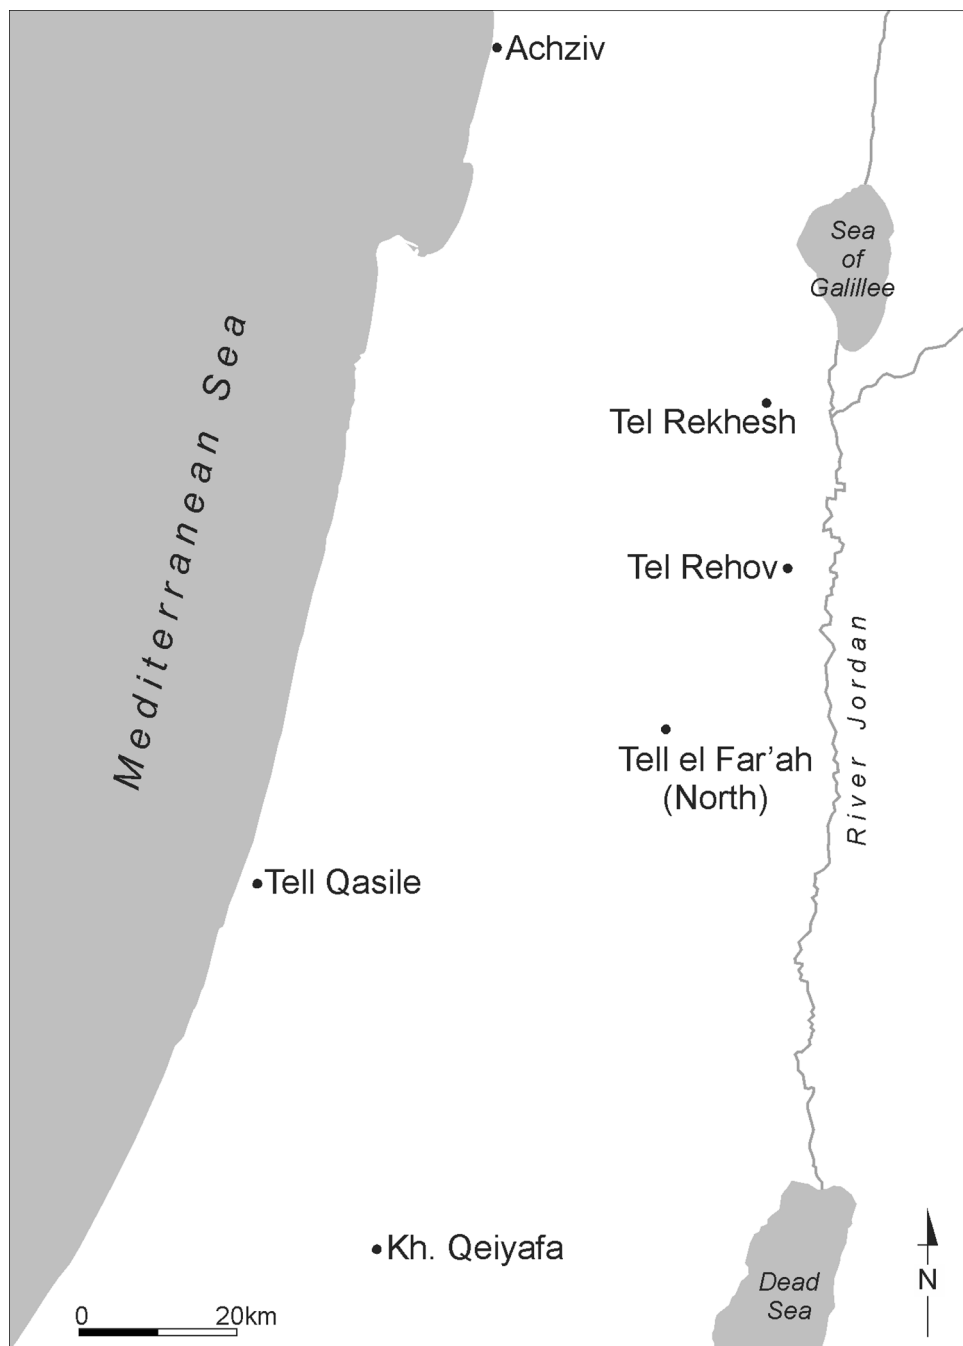 Achziv
Sea
of
Galillee
Mediterranean Sea
Tel Rekhesh
Tel Rehov
River Jordan
Tell el Far’ah
(North)
Tell Qasile
Kh. Qeiyafa
Dead
Sea
N
0 20km